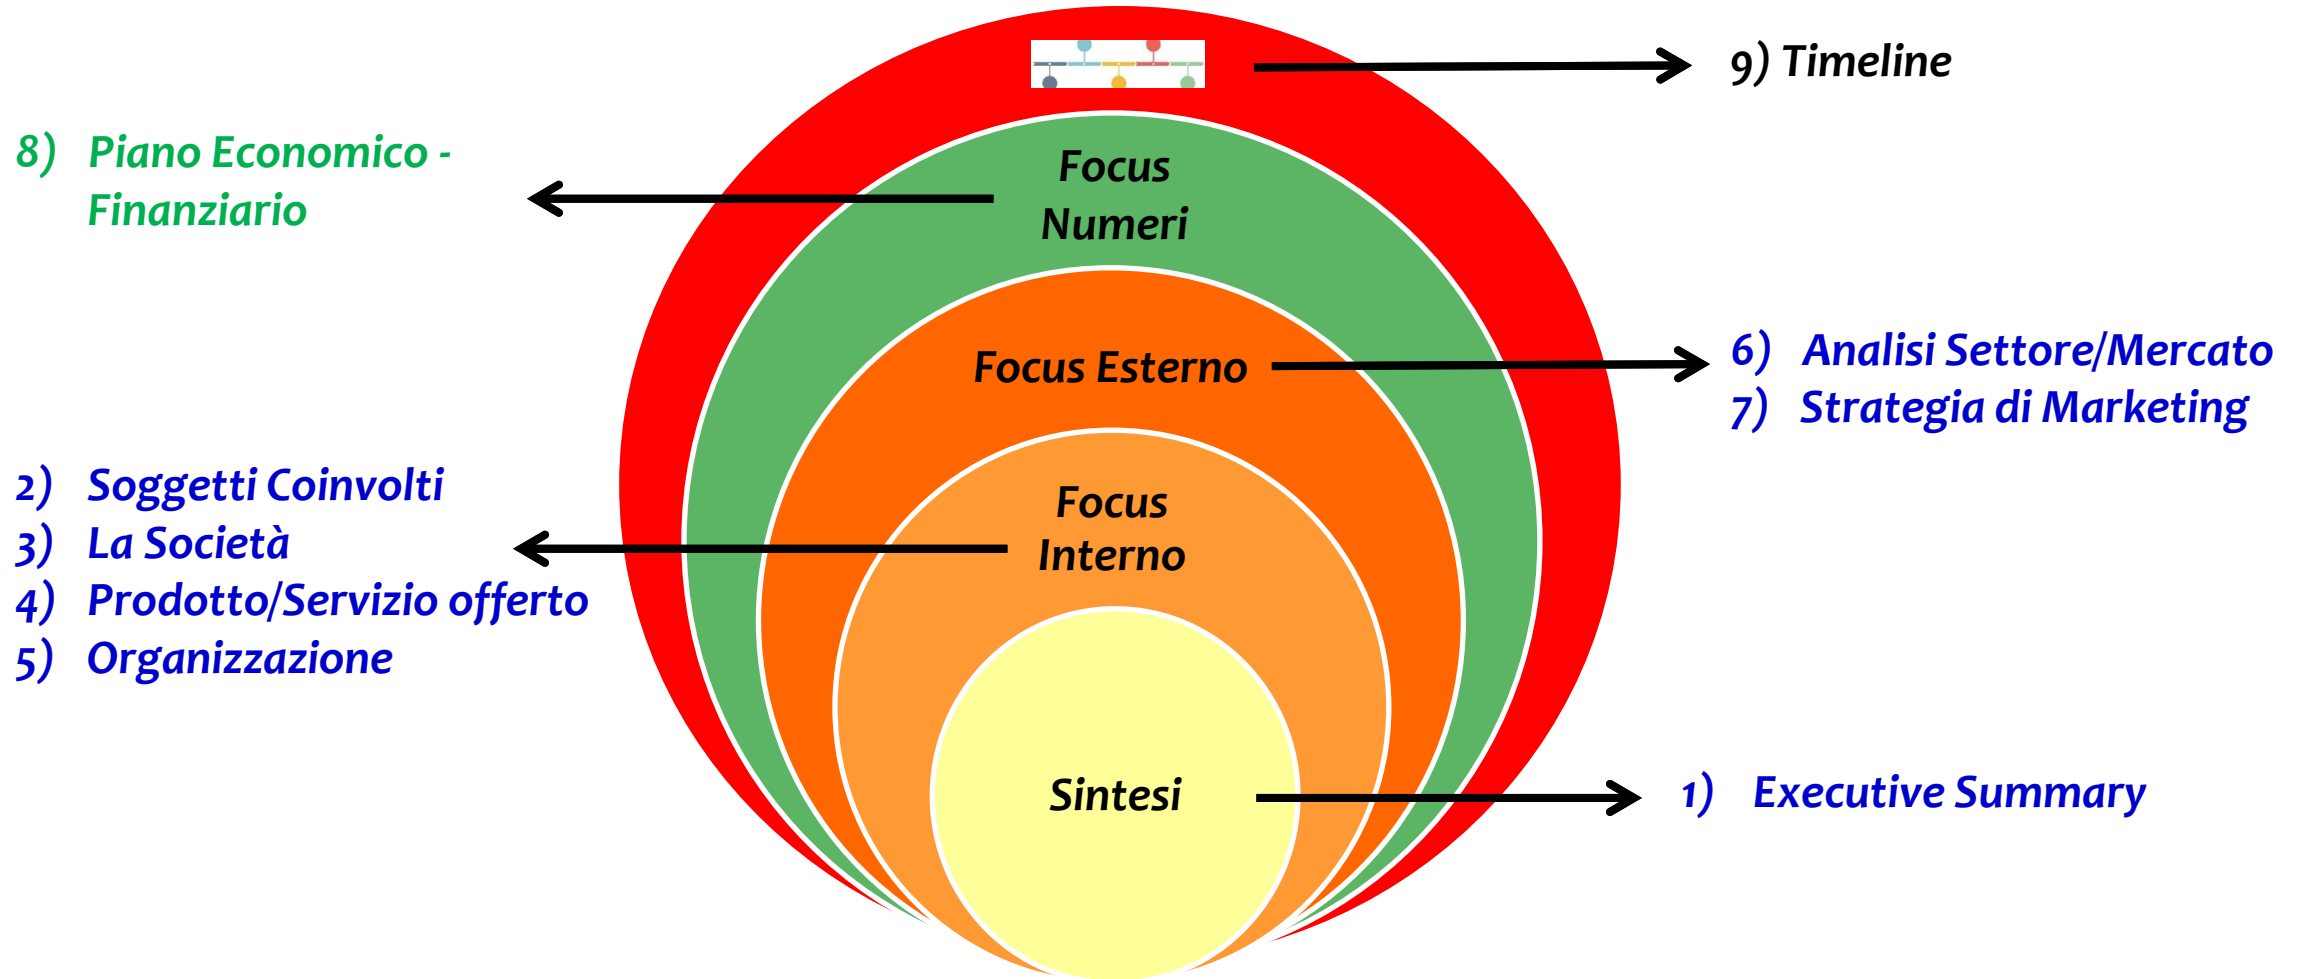 9) Timeline
8) Piano Economico -
Finanziario
Focus
Numeri
Focus Esterno
6) Analisi Settore/Mercato
7) Strategia di Marketing
2) Soggetti Coinvolti
3) La Società
4) Prodotto/Servizio offerto
5) Organizzazione
Focus
Interno
Sintesi
1) Executive Summary